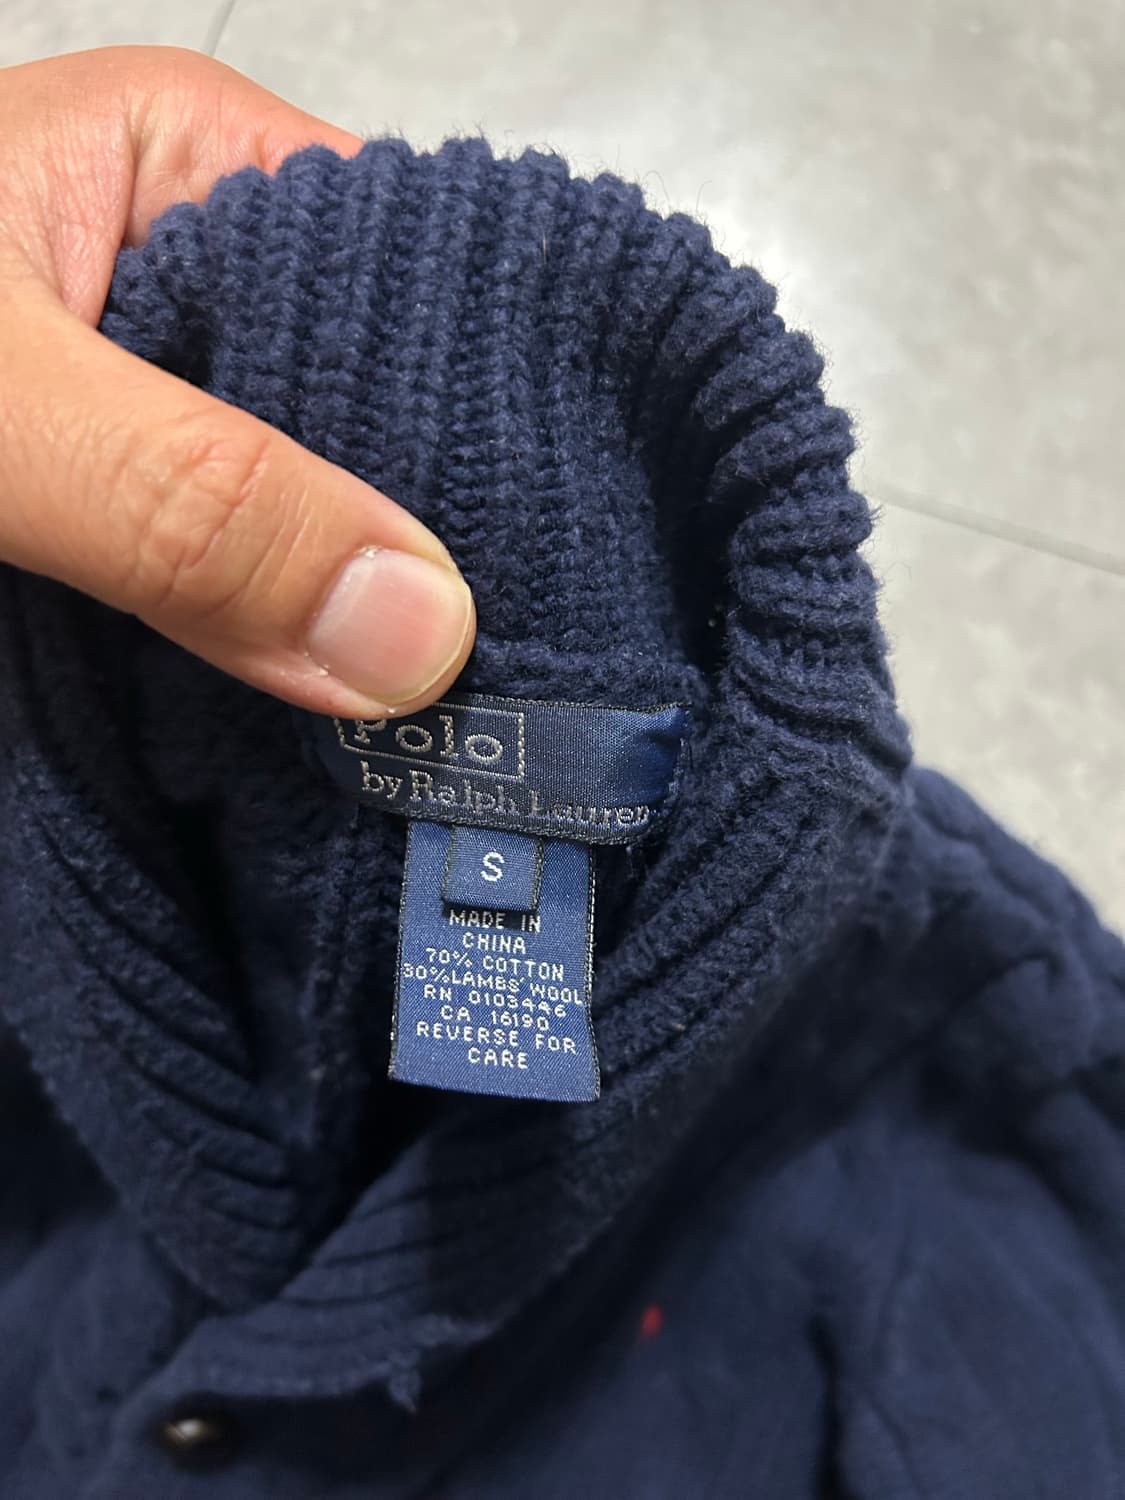 Polo
by Ralph Lauren
S
MADE IN
CHINA
70% COTTON
30%LAMBS' WOOL
RN 0103446
CA 16190
REVERSE FOR
CARE